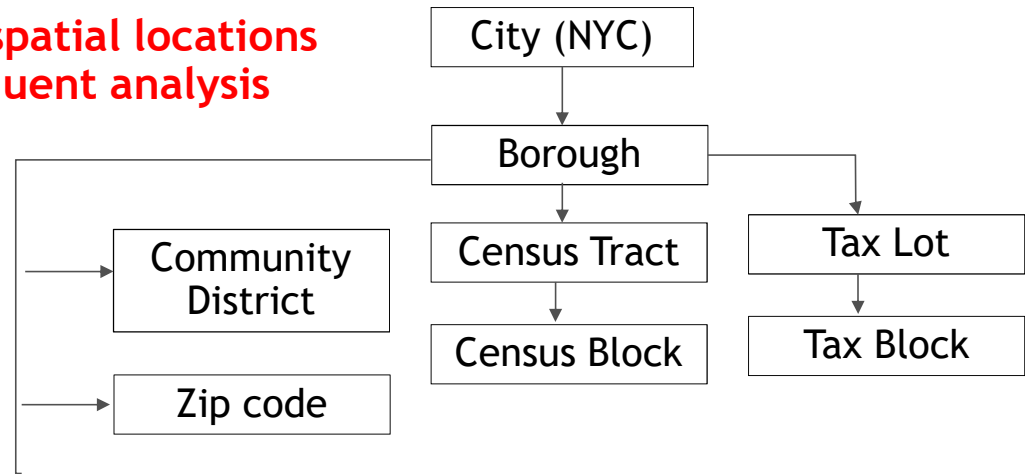 spatial locations
uent analysis
City (NYC)
Borough
Community
District
Zip code
Census Tract
Census Block
Tax Lot
Tax Block